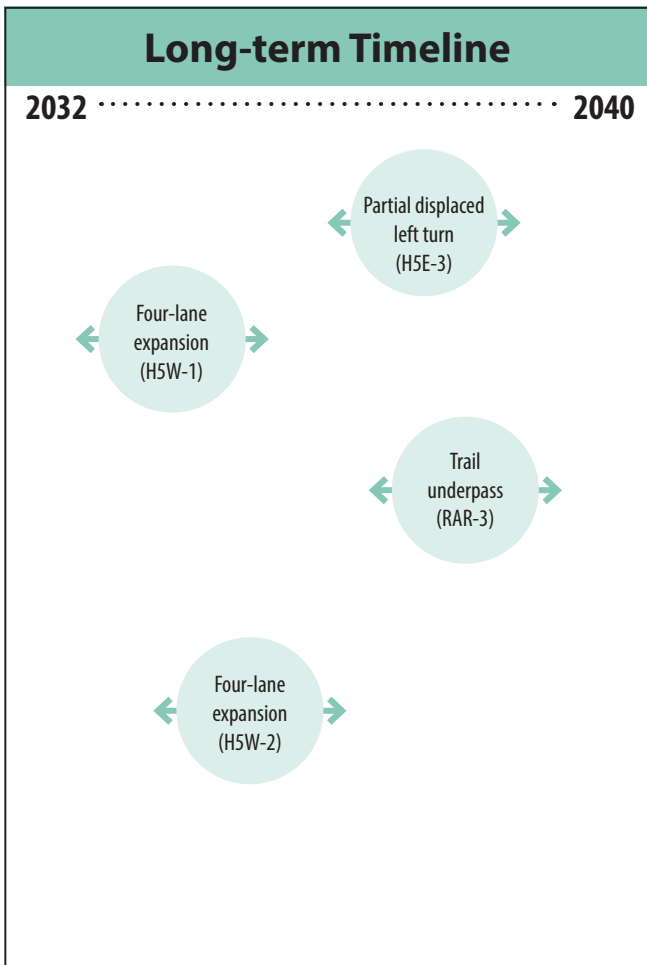 Long-term Timeline
2032 2040
Partial displaced
left turn
(H5E-3)
Four-lane
expansion
(H5W-1)
Trail
underpass
(RAR-3)
Four-lane
expansion
(H5W-2)